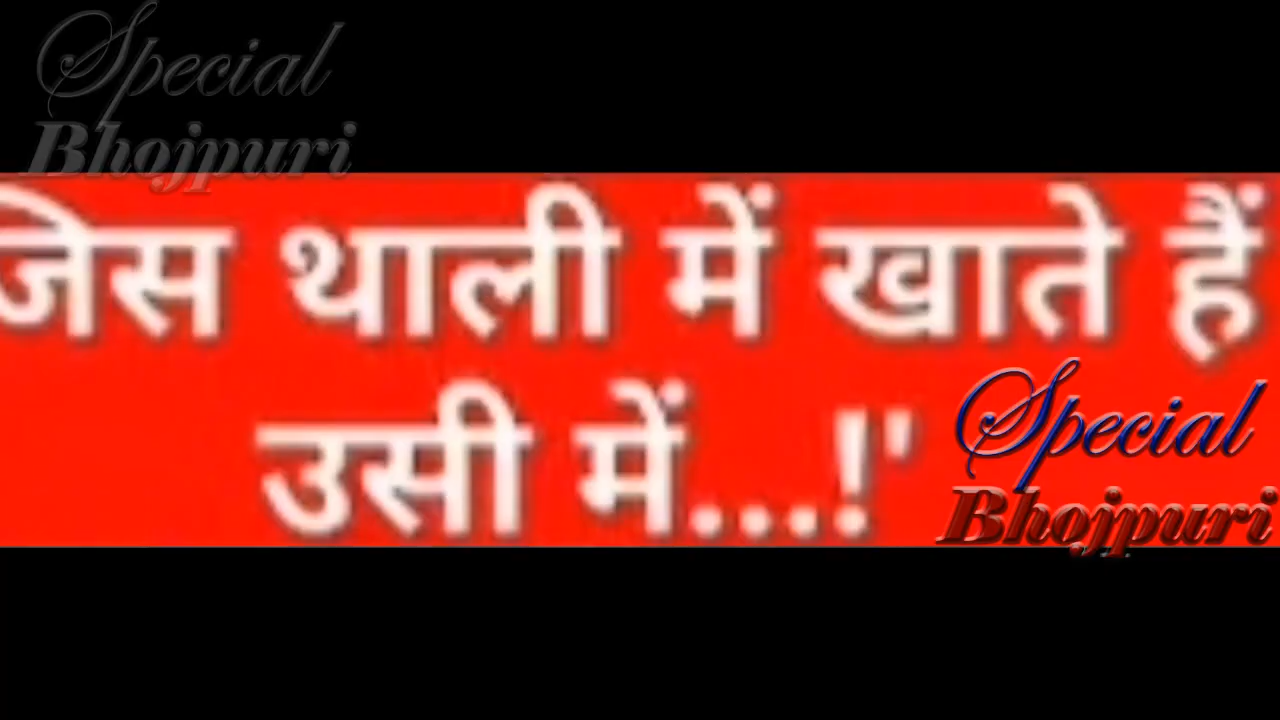 Special
Bhojpuri
जिस थाली में खाते हैं
उसी में...!'
Special
Bhojpuri